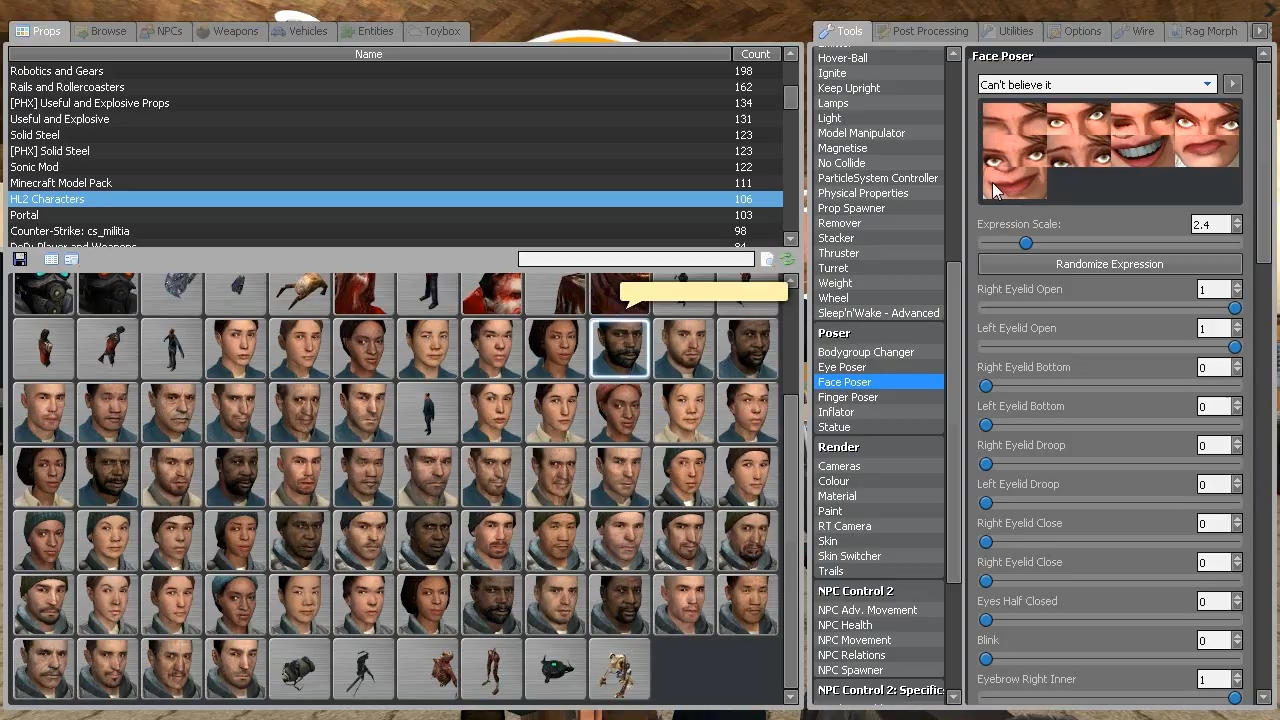 Props
Browse
NPCs
Weapons
Vehicles
Entities
Toybox
Name
Count
Robotics and Gears 198
Rails and Rollercoasters 162
[PHX] Useful and Explosive Props 134
Useful and Explosive 131
Solid Steel 123
[PHX] Solid Steel 123
Sonic Mod 122
Minecraft Model Pack 111
HL2 Characters 106
Portal 103
Counter-Strike: cs_militia 98
DoD: Player and Weapons 84
Tools
Post Processing
Utilities
Options
Wire
Rag Morph
Emitter
Hover-Ball
Ignite
Keep Upright
Lamps
Light
Model Manipulator
Magnetise
No Collide
ParticleSystem Controller
Physical Properties
Prop Spawner
Remover
Stacker
Thruster
Turret
Weight
Wheel
Sleep'n'Wake - Advanced
Poser
Bodygroup Changer
Eye Poser
Face Poser
Finger Poser
Inflator
Statue
Render
Cameras
Colour
Material
Paint
RT Camera
Skin
Skin Switcher
Trails
NPC Control 2
NPC Adv. Movement
NPC Health
NPC Movement
NPC Relations
NPC Spawner
NPC Control 2: Specific
Face Poser
Can't believe it
Expression Scale: 2.4
Randomize Expression
Right Eyelid Open 1
Left Eyelid Open 1
Right Eyelid Bottom 0
Left Eyelid Bottom 0
Right Eyelid Droop 0
Left Eyelid Droop 0
Right Eyelid Close 0
Right Eyelid Close 0
Eyes Half Closed 0
Blink 0
Eyebrow Right Inner 1